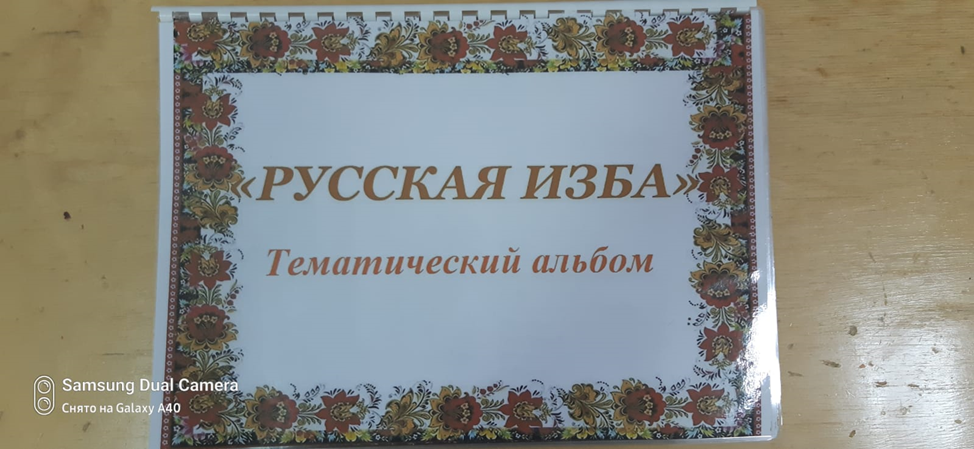 «РУССКАЯ ИЗБА»
Тематический альбом
Samsung Dual Camera
Снято на Galaxy A40